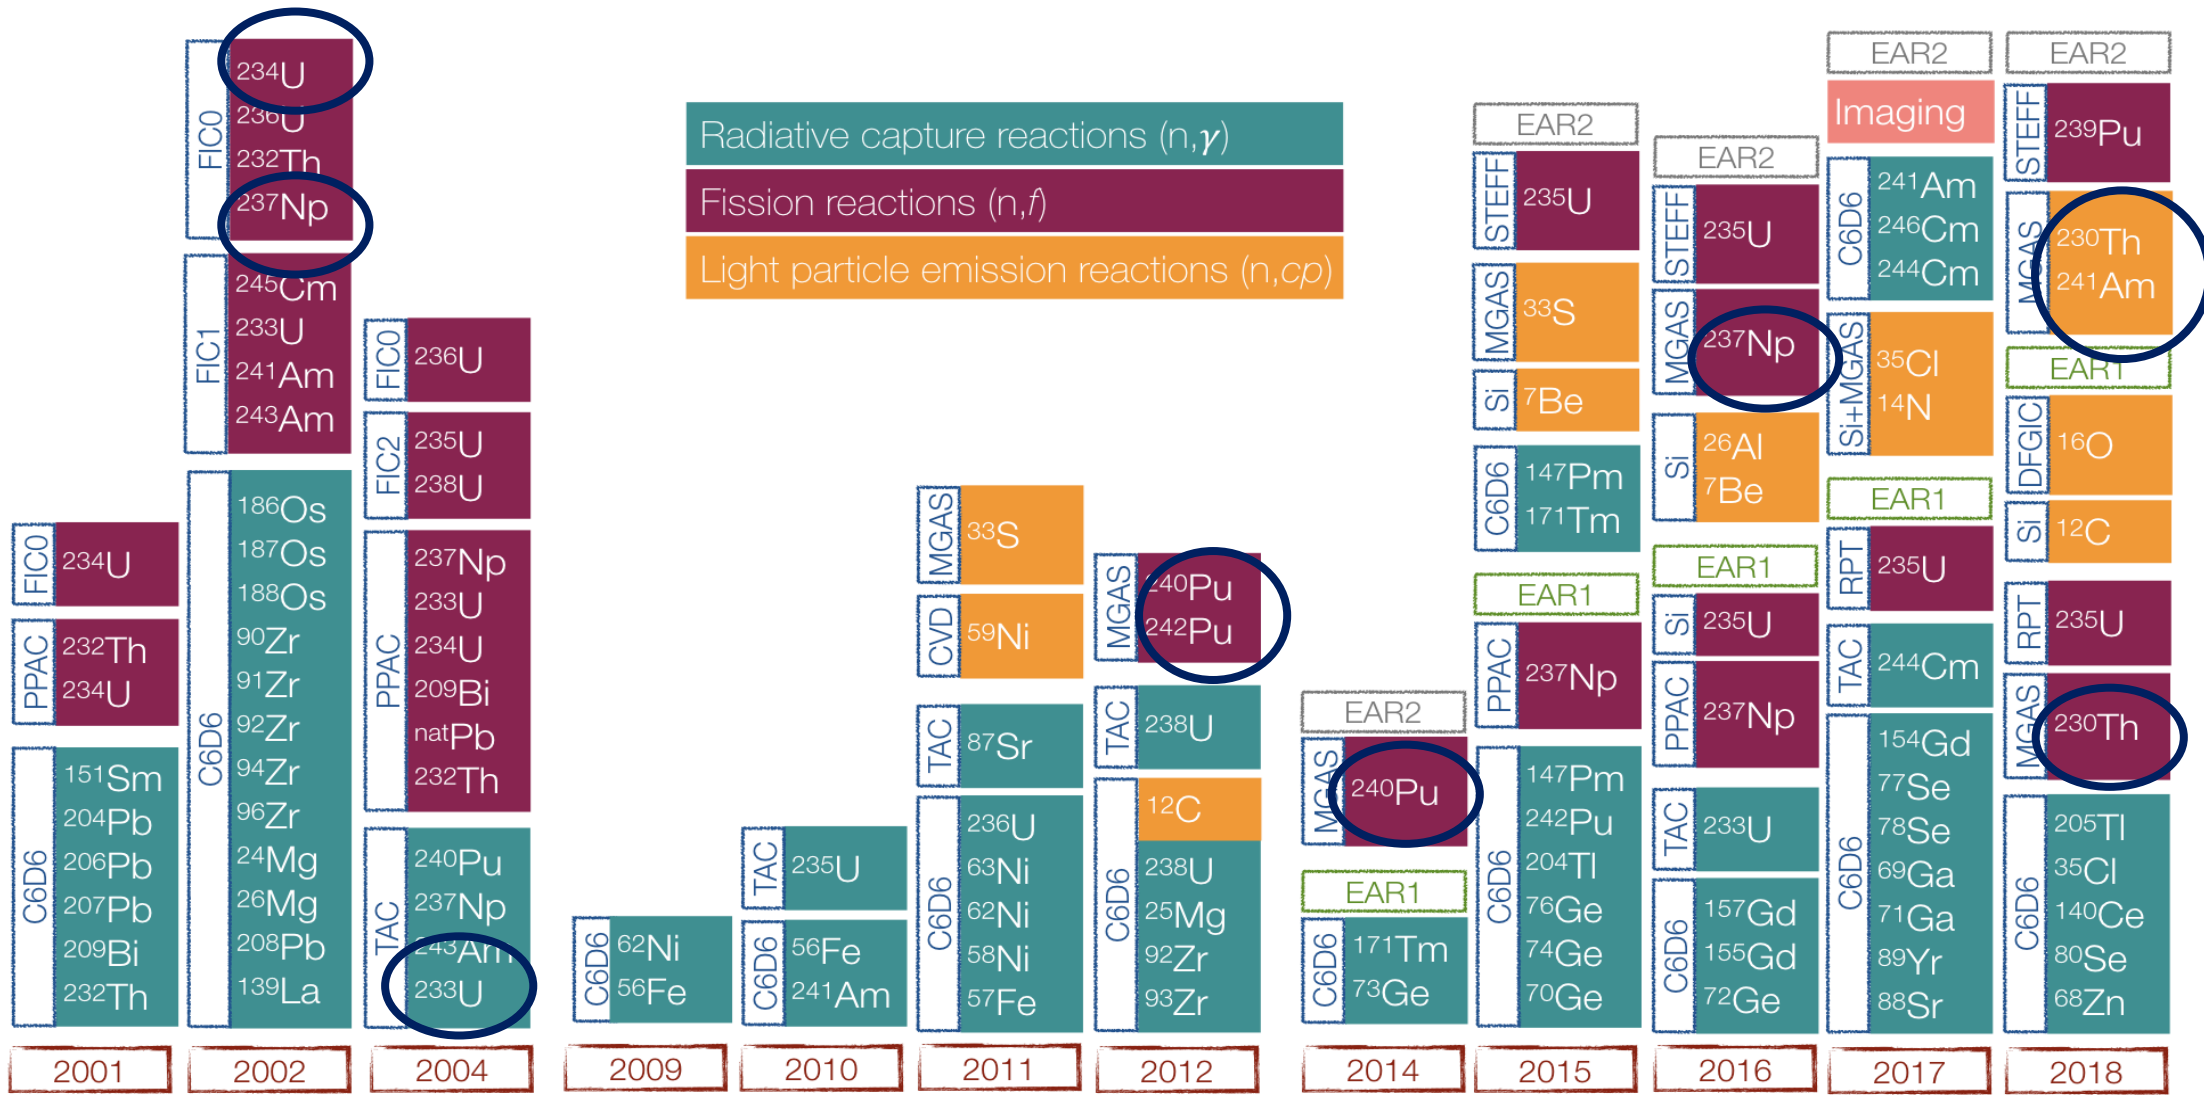 FIC0
²³⁴U
²³⁶U
²³²Th
²³⁷Np
FIC1
²⁴⁵Cm
²³³U
²⁴¹Am
²⁴³Am
C6D6
¹⁸⁶Os
¹⁸⁷Os
¹⁸⁸Os
⁹⁰Zr
⁹¹Zr
⁹²Zr
⁹⁴Zr
⁹⁶Zr
²⁴Mg
²⁶Mg
²⁰⁸Pb
¹³⁹La
2002
FIC0
²³⁴U
PPAC
²³²Th
²³⁴U
C6D6
¹⁵¹Sm
²⁰⁴Pb
²⁰⁶Pb
²⁰⁷Pb
²⁰⁹Bi
²³²Th
2001
FIC0
²³⁶U
FIC2
²³⁵U
²³⁸U
PPAC
²³⁷Np
²³³U
²³⁴U
²⁰⁹Bi
ⁿᵃᵗPb
²³²Th
TAC
²⁴⁰Pu
²³⁷Np
²⁴³Am
²³³U
2004
Radiative capture reactions (n,γ)
Fission reactions (n,f)
Light particle emission reactions (n,cp)
C6D6
⁶²Ni
⁵⁶Fe
2009
TAC
²³⁵U
C6D6
⁵⁶Fe
²⁴¹Am
2010
MGAS
³³S
CVD
⁵⁹Ni
TAC
⁸⁷Sr
C6D6
²³⁶U
⁶³Ni
⁶²Ni
⁵⁸Ni
⁵⁷Fe
2011
MGAS
²⁴⁰Pu
²⁴²Pu
TAC
²³⁸U
C6D6
¹²C
²³⁸U
²⁵Mg
⁹²Zr
⁹³Zr
2012
EAR2
MGAS
²⁴⁰Pu
EAR1
C6D6
¹⁷¹Tm
⁷³Ge
2014
EAR2
STEFF
²³⁵U
MGAS
³³S
Si
⁷Be
C6D6
¹⁴⁷Pm
¹⁷¹Tm
EAR1
PPAC
²³⁷Np
C6D6
¹⁴⁷Pm
²⁴²Pu
²⁰⁴Tl
⁷⁶Ge
⁷⁴Ge
⁷⁰Ge
2015
EAR2
STEFF
²³⁵U
MGAS
²³⁷Np
Si
²⁶Al
⁷Be
EAR1
Si
²³⁵U
PPAC
²³⁷Np
TAC
²³³U
C6D6
¹⁵⁷Gd
¹⁵⁵Gd
⁷²Ge
2016
EAR2
Imaging
C6D6
²⁴¹Am
²⁴⁶Cm
²⁴⁴Cm
Si+MGAS
³⁵Cl
¹⁴N
EAR1
RPT
²³⁵U
TAC
²⁴⁴Cm
C6D6
¹⁵⁴Gd
⁷⁷Se
⁷⁸Se
⁶⁹Ga
⁷¹Ga
⁸⁹Yr
⁸⁸Sr
2017
EAR2
STEFF
²³⁹Pu
MGAS
²³⁰Th
²⁴¹Am
EAR1
DFGIC
¹⁶O
Si
¹²C
RPT
²³⁵U
MGAS
²³⁰Th
C6D6
²⁰⁵Tl
³⁵Cl
¹⁴⁰Ce
⁸⁰Se
⁶⁸Zn
2018